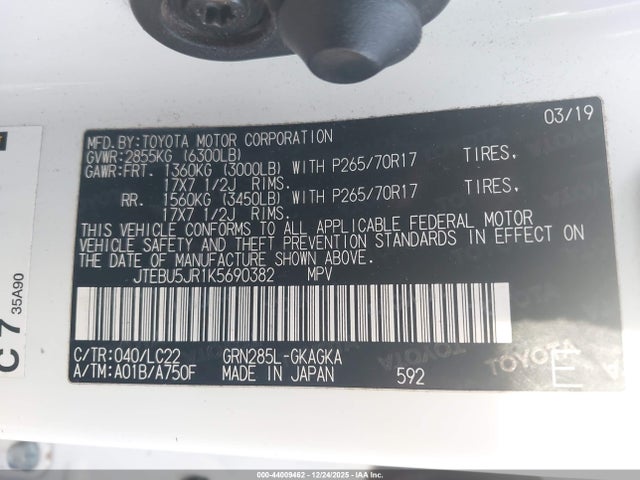 03/19
MFD.BY:TOYOTA MOTOR CORPORATION
GVWR:2855KG (6300LB)
GAWR:FRT. 1360KG (3000LB) WITH P265/70R17 TIRES,
17X7 1/2J RIMS.
RR. 1560KG (3450LB) WITH P265/70R17 TIRES,
17X7 1/2J RIMS.
THIS VEHICLE CONFORMS TO ALL APPLICABLE FEDERAL MOTOR
VEHICLE SAFETY AND THEFT PREVENTION STANDARDS IN EFFECT ON
THE DATE OF MANUFACTURE SHOWN ABOVE.
JTEBU5JR1K5690382 MPV
C/TR:040/LC22 GRN285L-GKAGKA
A/TM:A01B/A750F MADE IN JAPAN 592
C 7 35A90
TOYOTA
000-44009462 - 12/24/2025 - IAA Inc.